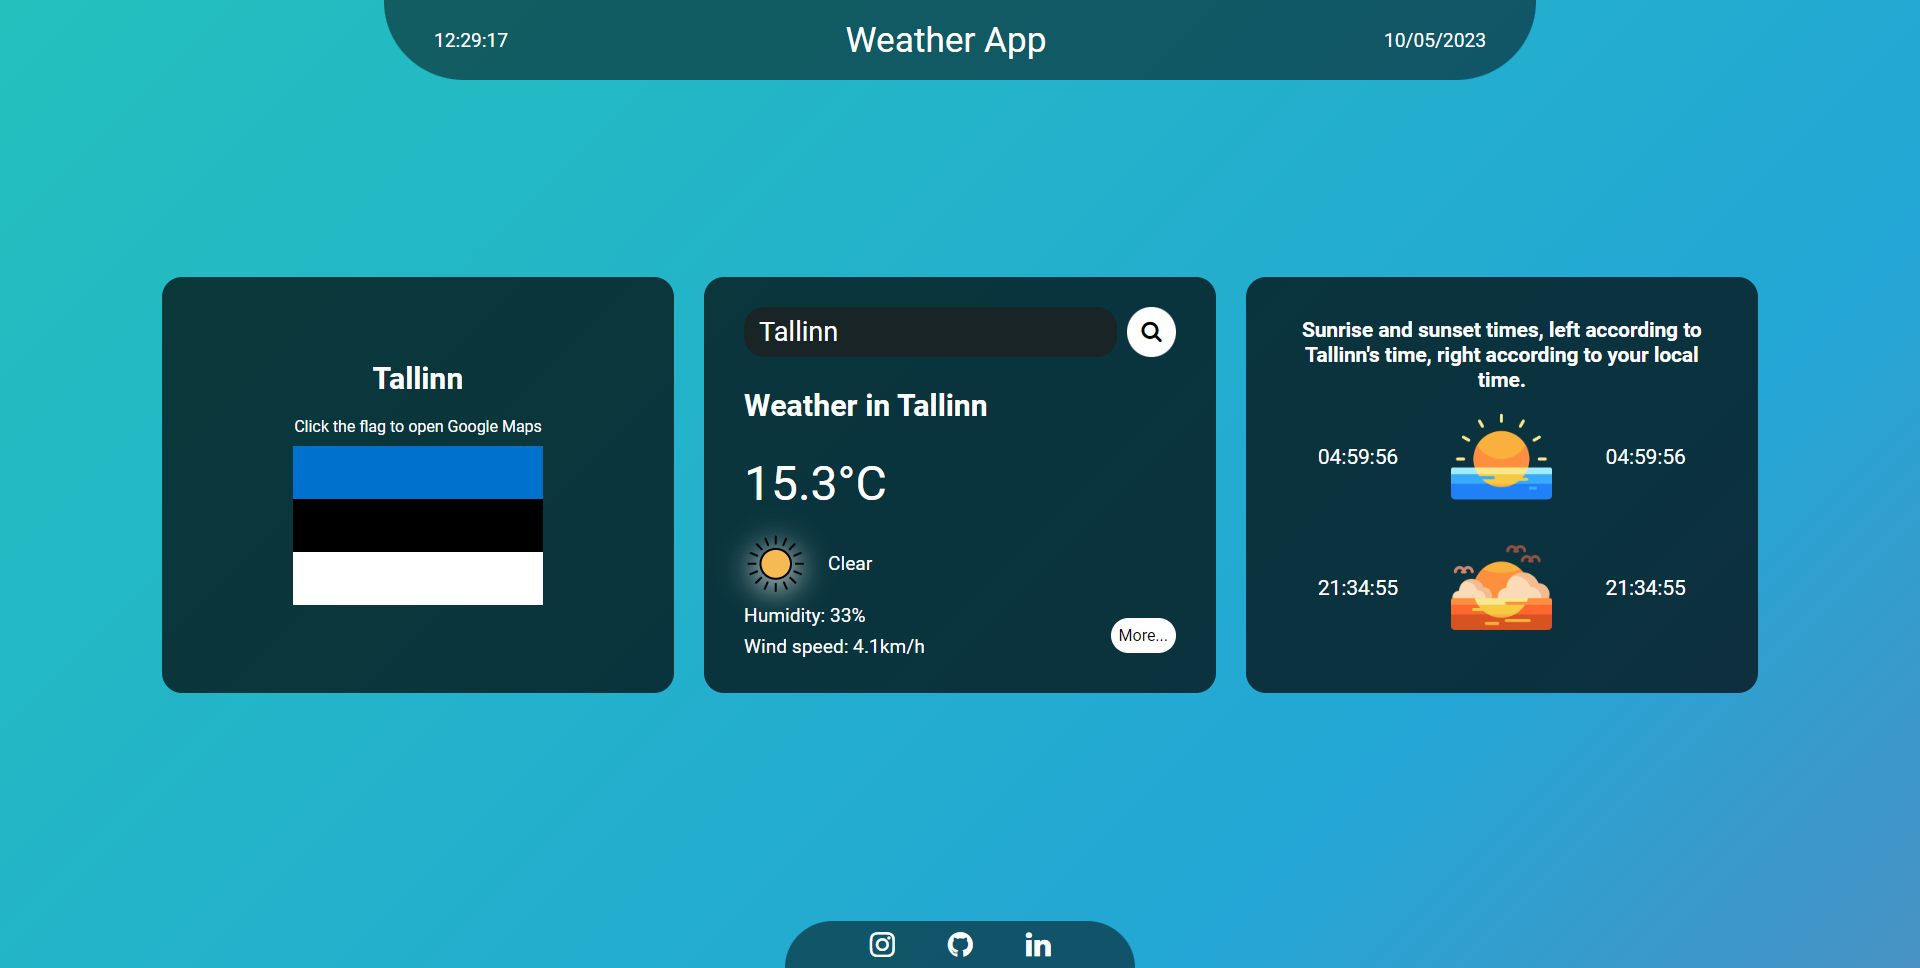 12:29:17
Weather App
10/05/2023
Tallinn
Click the flag to open Google Maps
Tallinn
Weather in Tallinn
15.3°C
Clear
Humidity: 33%
Wind speed: 4.1km/h
More...
Sunrise and sunset times, left according to
Tallinn's time, right according to your local
time.
04:59:56
04:59:56
21:34:55
21:34:55
in